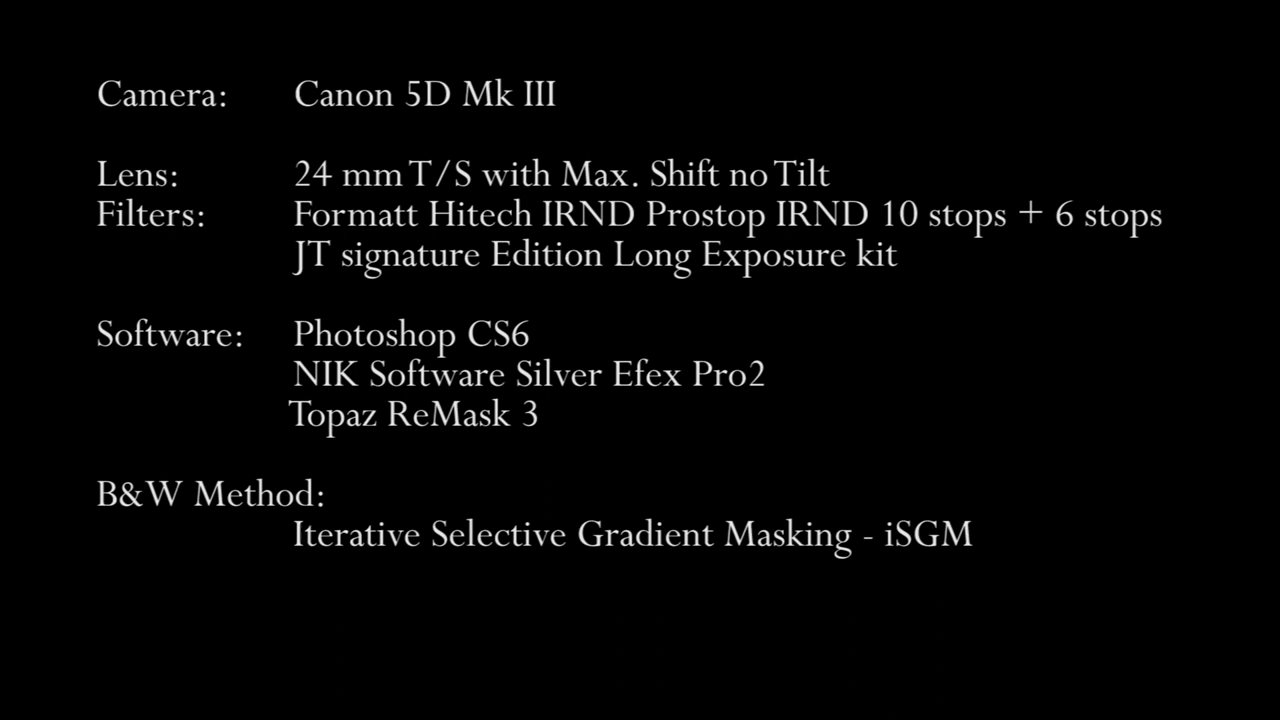 Camera: Canon 5D Mk III
Lens: 24 mm T/S with Max. Shift no Tilt
Filters: Formatt Hitech IRND Prostop IRND 10 stops + 6 stops
JT signature Edition Long Exposure kit
Software: Photoshop CS6
NIK Software Silver Efex Pro2
Topaz ReMask 3
B&W Method:
Iterative Selective Gradient Masking - iSGM